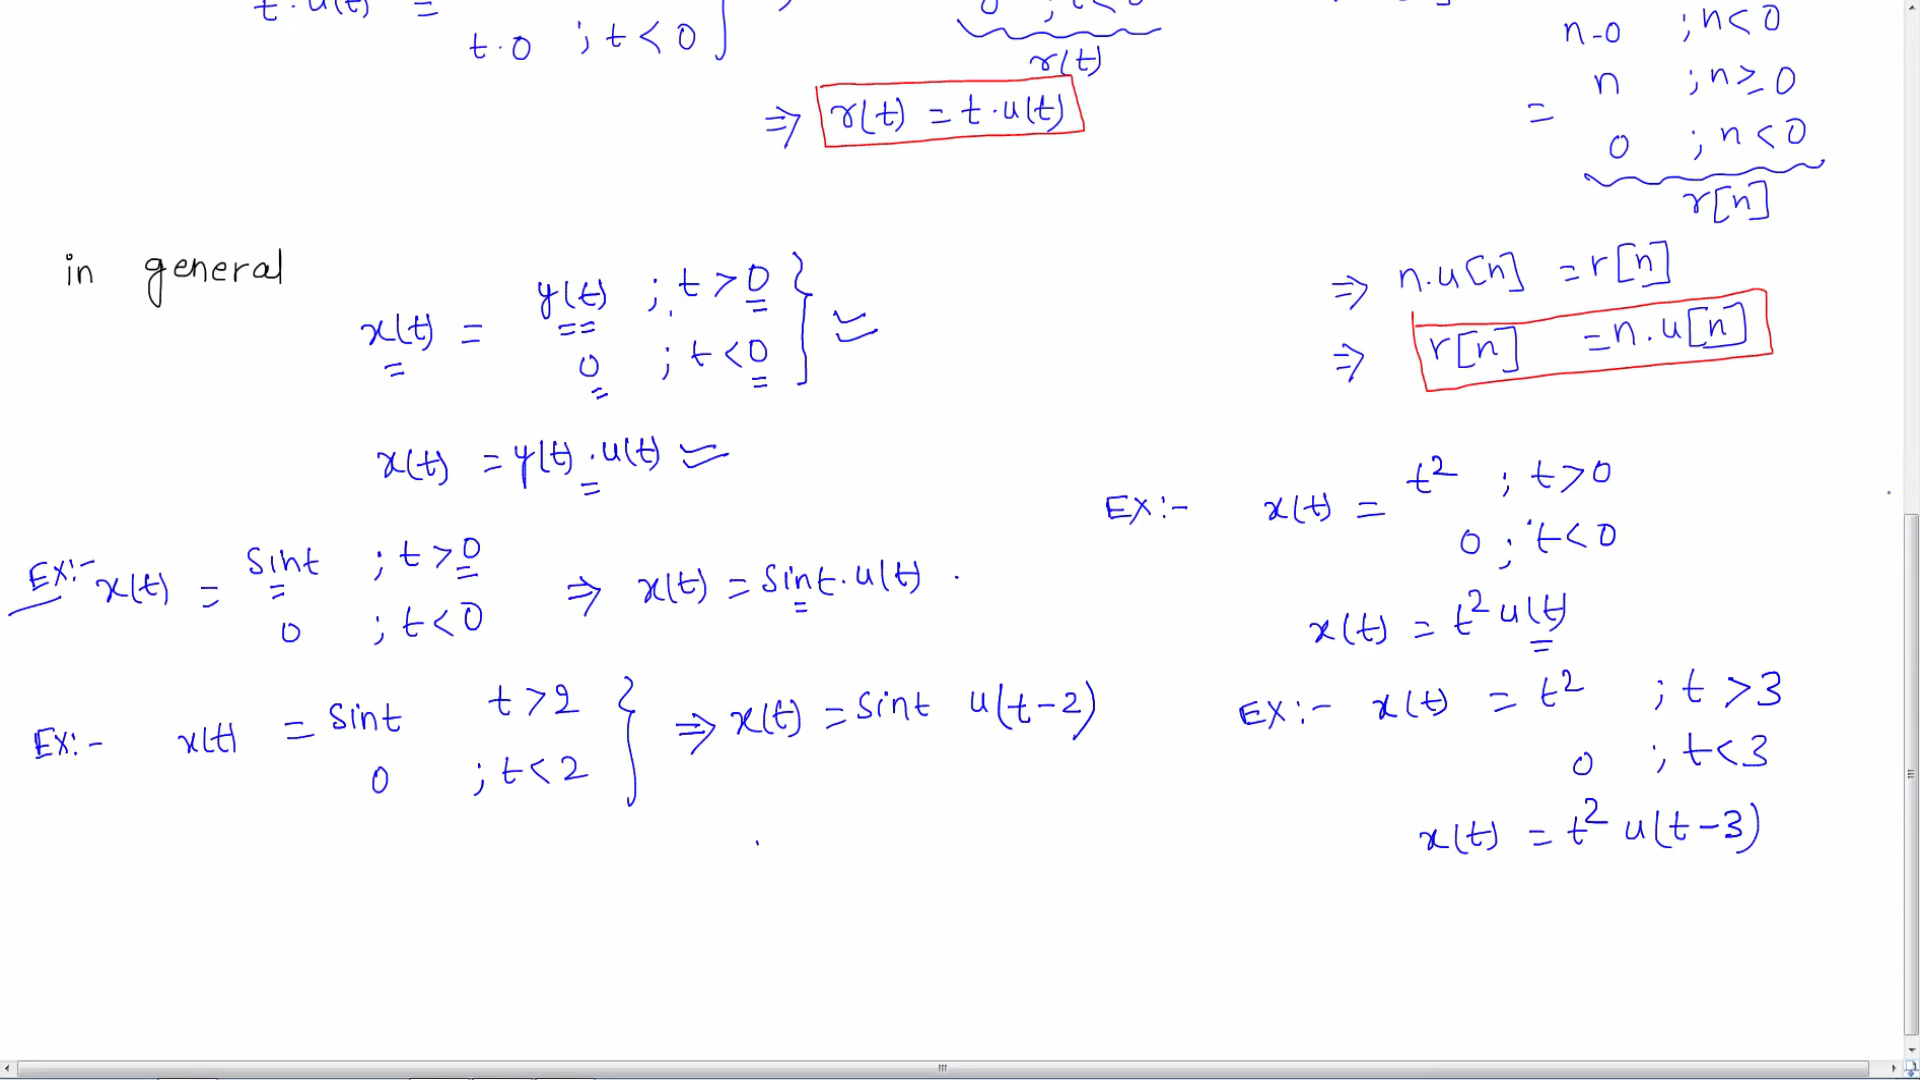 t·u(t) =
t·0 ; t<0
r(t)
⇒ r(t) = t·u(t)
n-0 ; n<0
= n ; n≥0
0 ; n<0
r[n]
⇒ n.u[n] = r[n]
⇒ r[n] = n.u[n]
in general
x(t) = y(t) ; t>0
0 ; t<0
x(t) = y(t).u(t)
EX:- x(t) = Sint ; t>0
0 ; t<0
⇒ x(t) = Sint.u(t)
EX:- x(t) = Sint t>2
0 ; t<2
⇒ x(t) = Sint u(t-2)
EX:- x(t) = t² ; t>0
0 ; t<0
x(t) = t² u(t)
EX:- x(t) = t² ; t>3
0 ; t<3
x(t) = t² u(t-3)